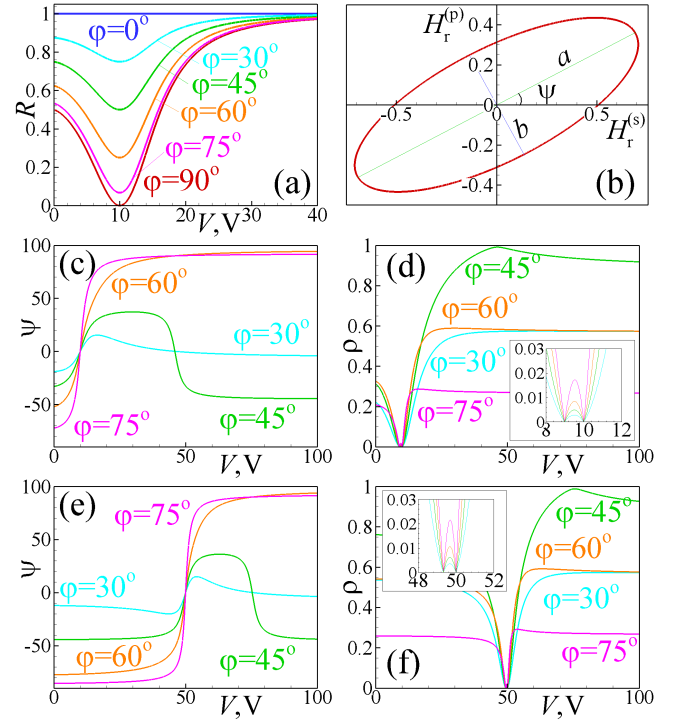 1
0.8
0.6
0.4
0.2
0
R
φ=0°
φ=30°
φ=45°
φ=60°
φ=75°
φ=90°
(a)
0 10 20 V,V 40
H_r^(p)
0.4
0.2
0
-0.2
-0.4
-0.5
0.5
a
ψ
b
H_r^(s)
(b)
(c)
100
50
0
-50
ψ
φ=60°
φ=30°
φ=75°
φ=45°
0 50 V,V 100
(d)
1
0.8
0.6
0.4
0.2
0
ρ
φ=45°
φ=60°
φ=30°
φ=75°
0.03
0.02
0.01
0
8 10 12
0 50 V,V 100
(e)
100
50
0
-50
ψ
φ=75°
φ=30°
φ=60°
φ=45°
0 50 V,V 100
1
0.8
0.6
0.4
0.2
0
ρ
0.03
0.02
0.01
0
48 50 52
φ=45°
φ=60°
φ=30°
φ=75°
(f)
0 50 V,V 100